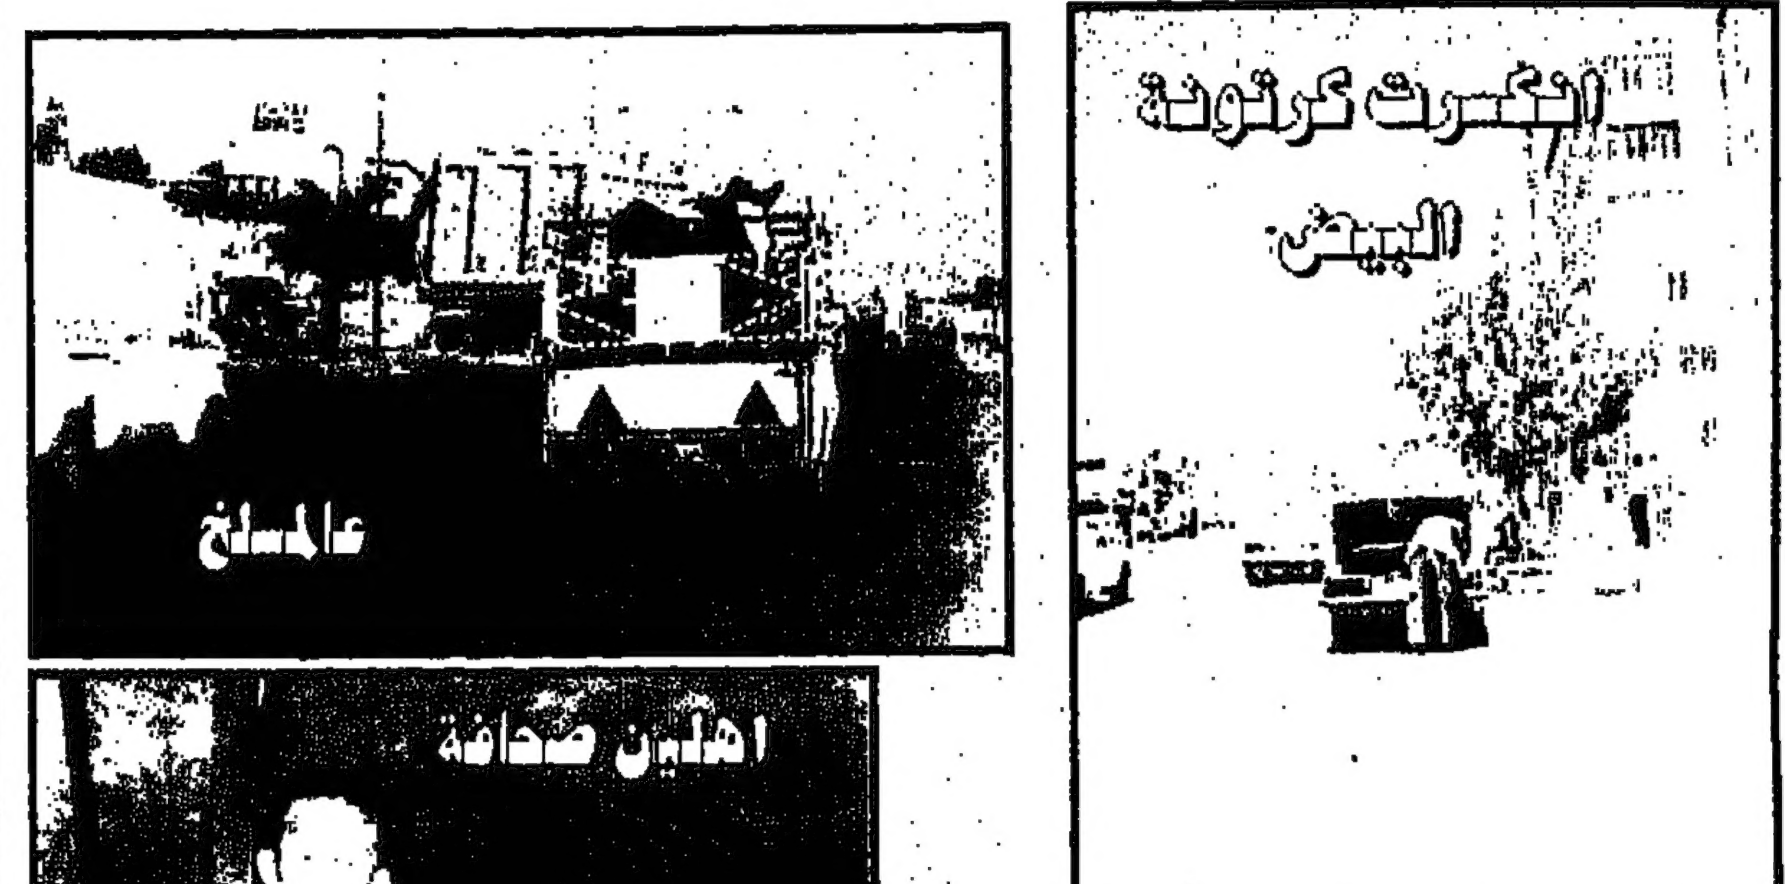 انكسرت كرتونة
البيض
عالمسلخ
اهلين صحافة